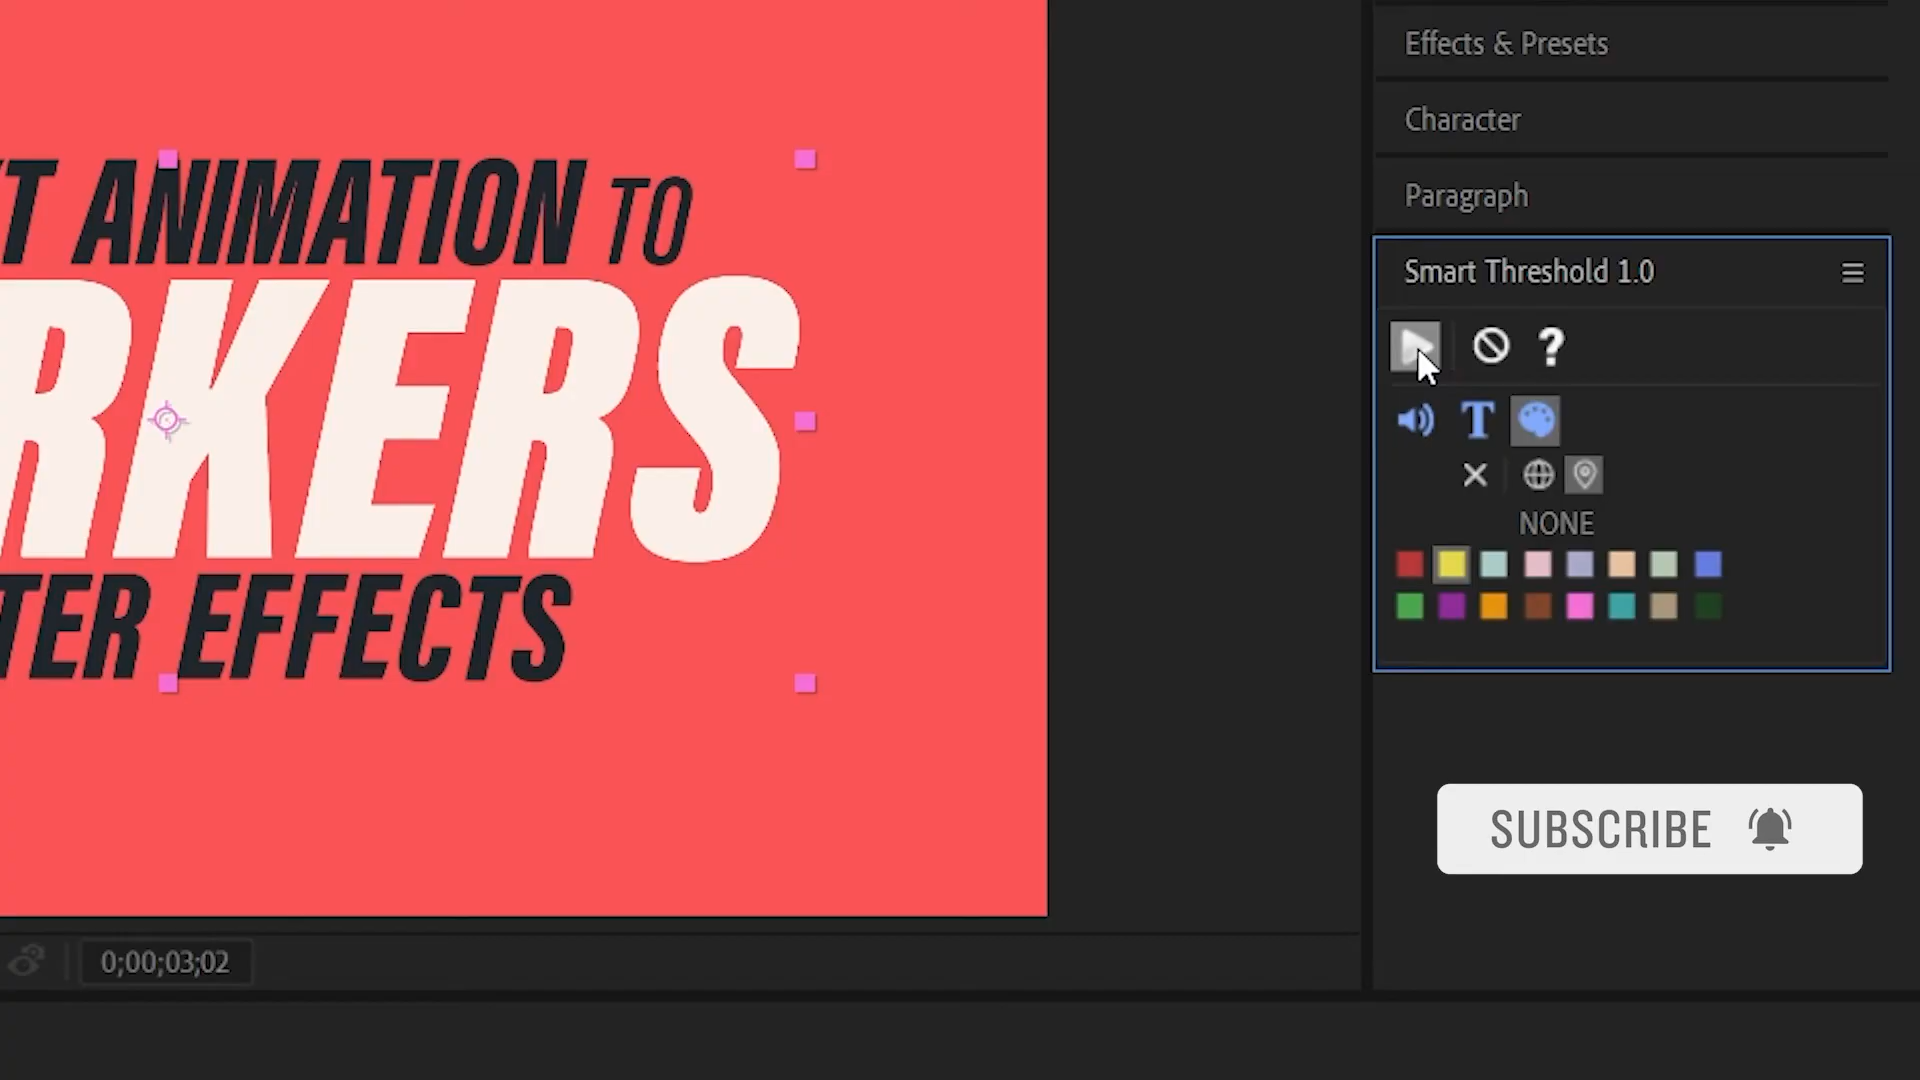 T ANIMATION TO
RKERS
TER EFFECTS
0;00;03;02
Effects & Presets
Character
Paragraph
Smart Threshold 1.0
?
T
NONE
SUBSCRIBE